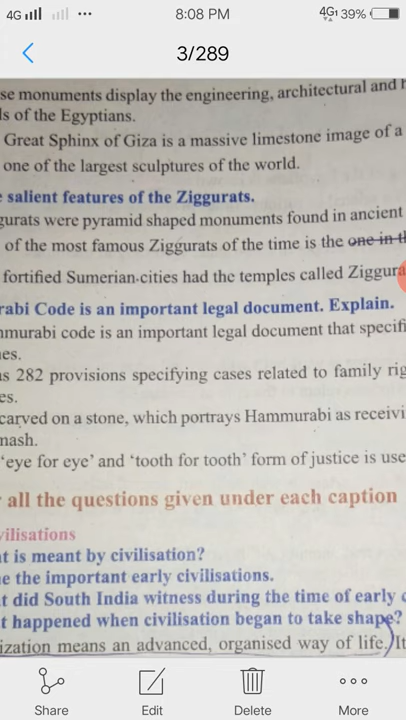 4G 8:08 PM 4G 39%
3/289
se monuments display the engineering, architectural and
ls of the Egyptians.
Great Sphinx of Giza is a massive limestone image of a
one of the largest sculptures of the world.
salient features of the Ziggurats.
gurats were pyramid shaped monuments found in ancient
of the most famous Ziggurats of the time is the one in th
fortified Sumerian cities had the temples called Ziggura
rabi Code is an important legal document. Explain.
mmurabi code is an important legal document that specifi
es.
as 282 provisions specifying cases related to family rig
es.
carved on a stone, which portrays Hammurabi as receivi
mash.
‘eye for eye’ and ‘tooth for tooth’ form of justice is use
all the questions given under each caption
vilisations
t is meant by civilisation?
e the important early civilisations.
t did South India witness during the time of early c
t happened when civilisation began to take shape?
ization means an advanced, organised way of life. It
Share Edit Delete More